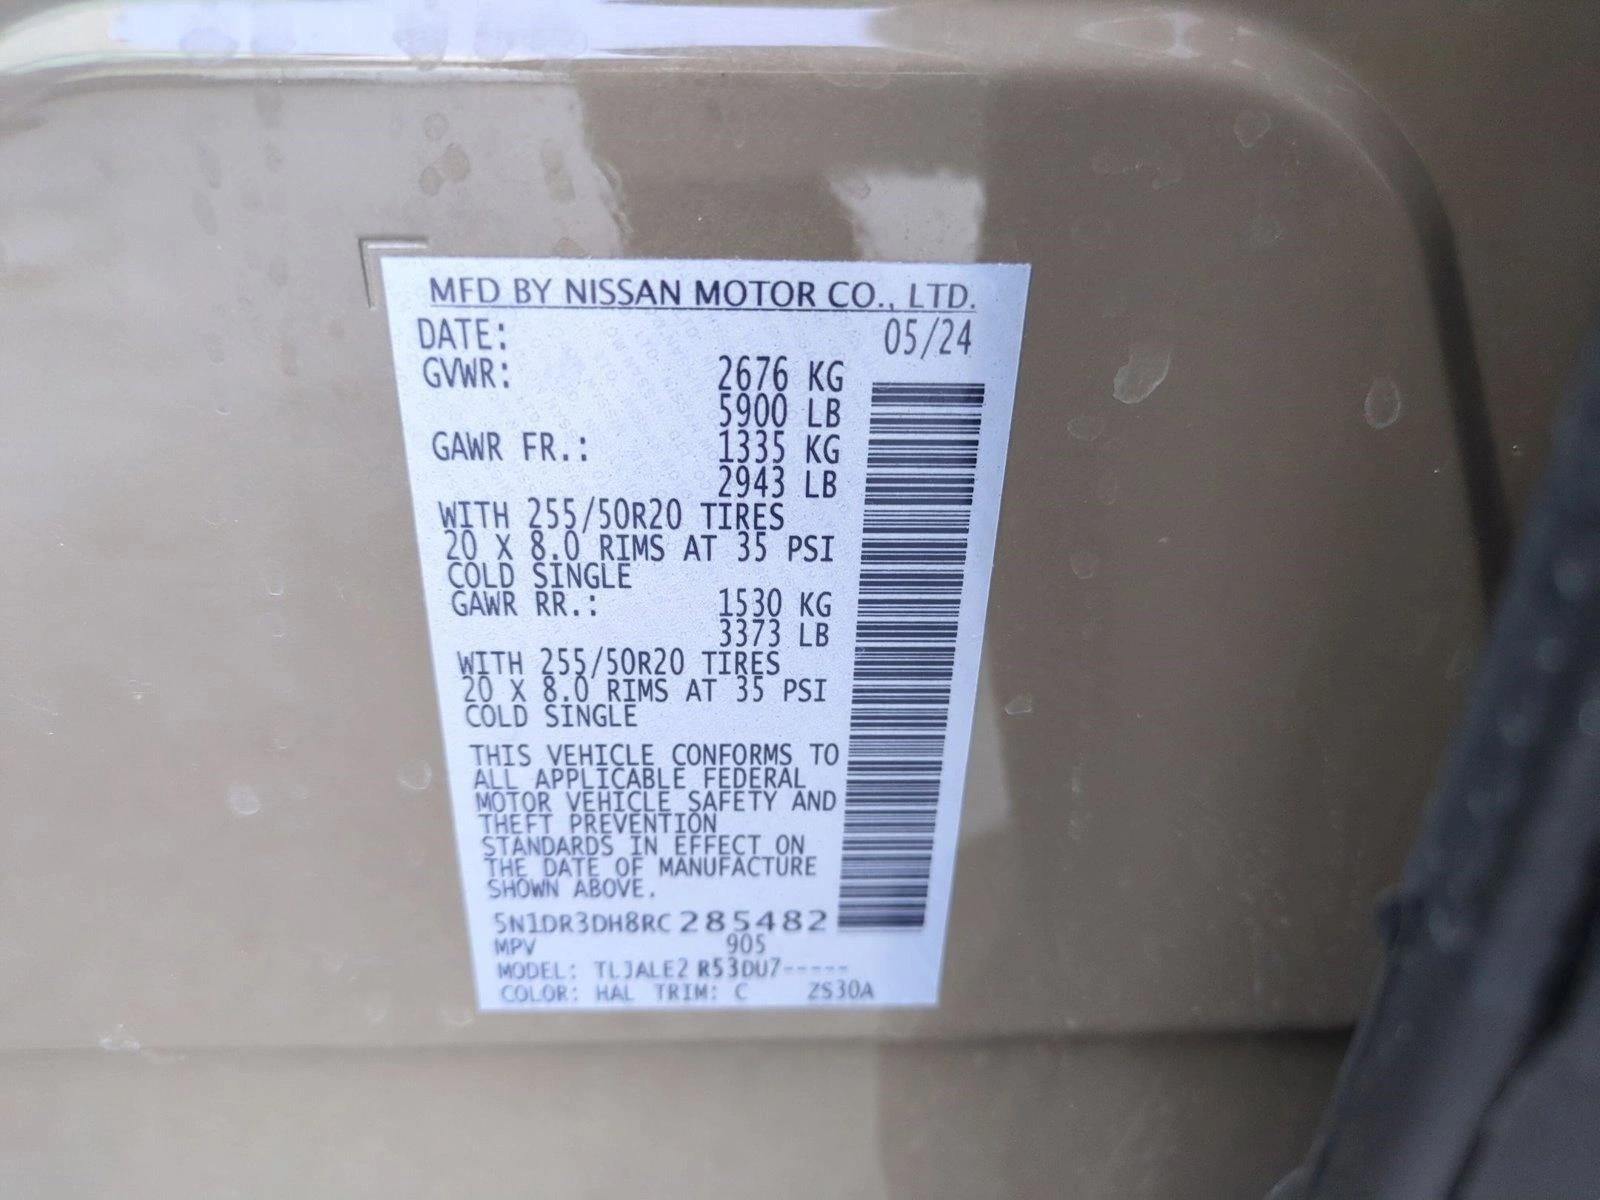 MFD BY NISSAN MOTOR CO., LTD.
DATE: 05/24
GVWR: 2676 KG
5900 LB
GAWR FR.: 1335 KG
2943 LB
WITH 255/50R20 TIRES
20 X 8.0 RIMS AT 35 PSI
COLD SINGLE
GAWR RR.: 1530 KG
3373 LB
WITH 255/50R20 TIRES
20 X 8.0 RIMS AT 35 PSI
COLD SINGLE
THIS VEHICLE CONFORMS TO
ALL APPLICABLE FEDERAL
MOTOR VEHICLE SAFETY AND
THEFT PREVENTION
STANDARDS IN EFFECT ON
THE DATE OF MANUFACTURE
SHOWN ABOVE.
5N1DR3DH8RC285482
MPV 905
MODEL: TLJALE2 R53DU7-----
COLOR: HAL TRIM: C ZS30A